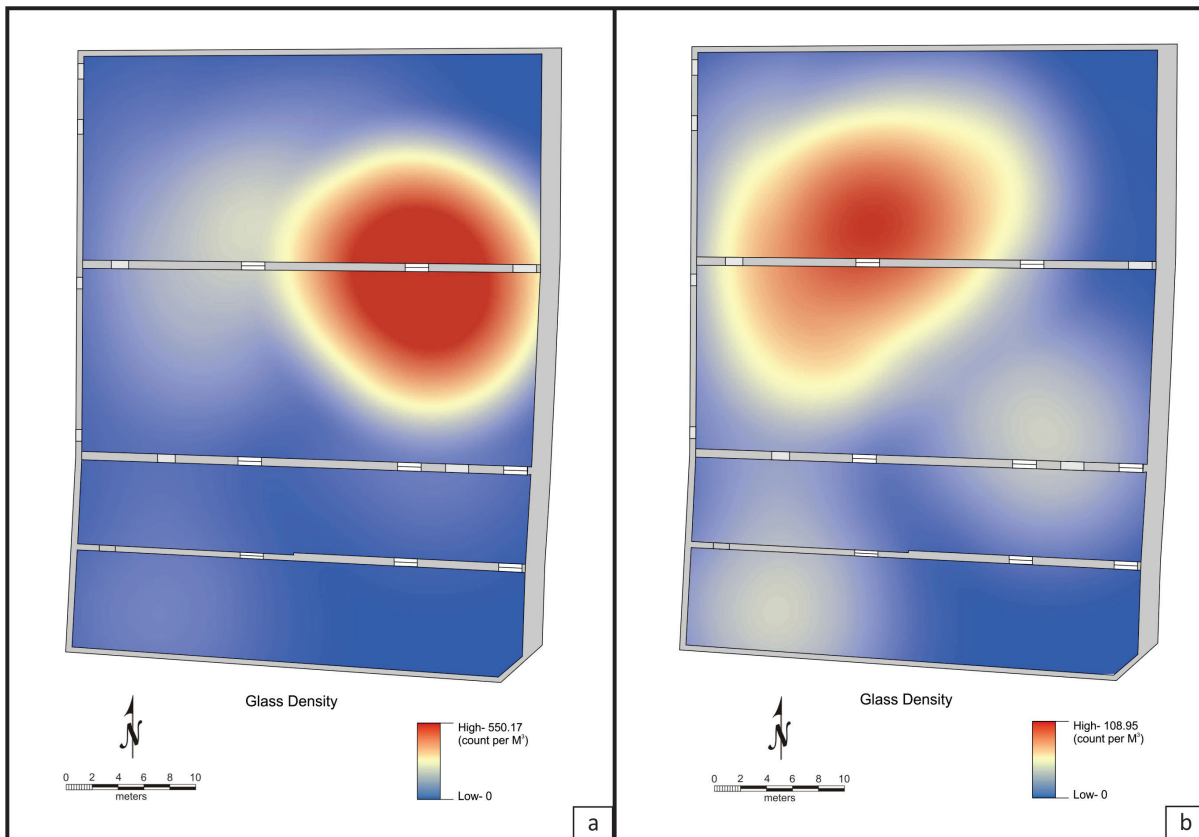 Glass Density
N
High- 550.17
(count per M³)
Low- 0
0 2 4 6 8 10
meters
a
Glass Density
N
High- 108.95
(count per M³)
Low- 0
0 2 4 6 8 10
meters
b